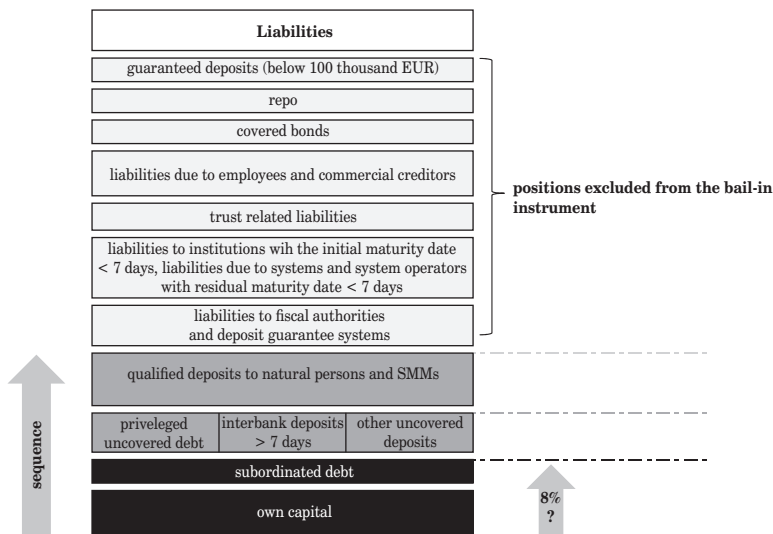 Liabilities
guaranteed deposits (below 100 thousand EUR)
repo
covered bonds
liabilities due to employees and commercial creditors
trust related liabilities
liabilities to institutions wih the initial maturity date
< 7 days, liabilities due to systems and system operators
with residual maturity date < 7 days
liabilities to fiscal authorities
and deposit guarantee systems
positions excluded from the bail-in
instrument
qualified deposits to natural persons and SMMs
priveleged
uncovered debt
interbank deposits
> 7 days
other uncovered
deposits
subordinated debt
own capital
sequence
8%
?